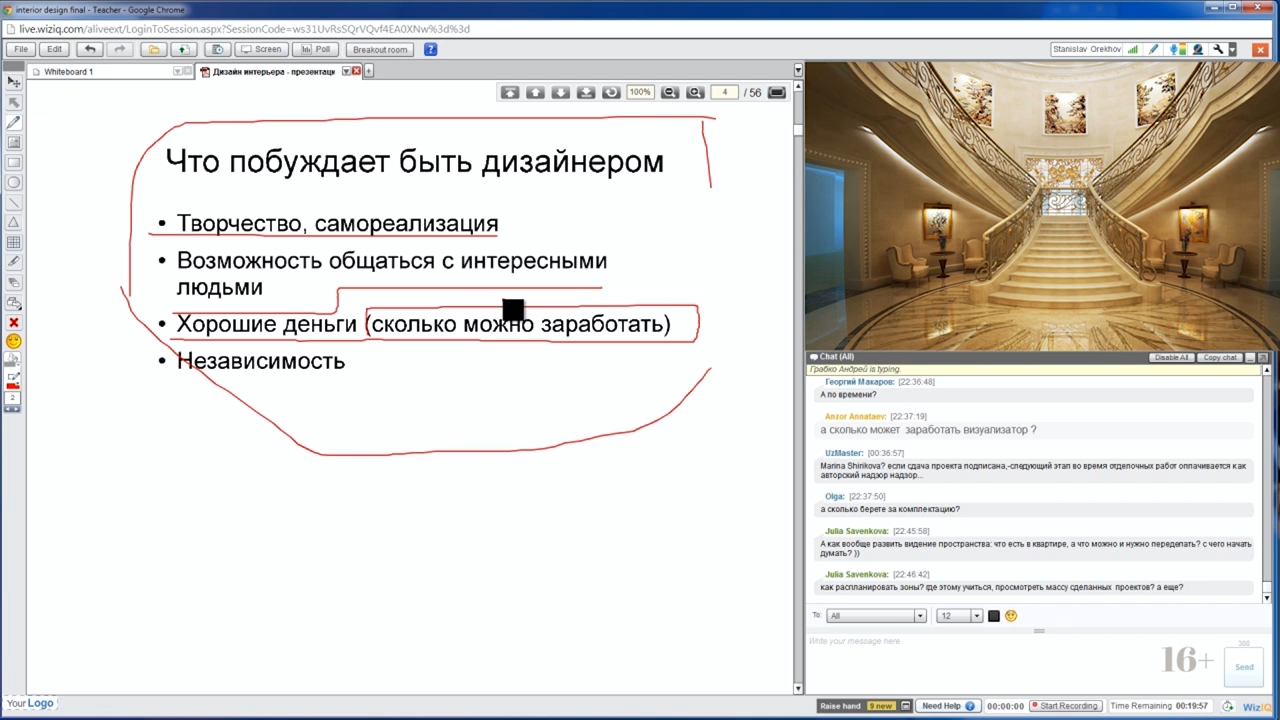 interior design final - Teacher - Google Chrome
live.wiziq.com/aliveext/LoginToSession.aspx?SessionCode=ws31UvRsSQrVQvf4EA0XNw%3d%3d
File Edit Screen Poll Breakout room ?
Stanislav Orekhov
Whiteboard 1
Дизайн интерьера - презентаци
100% 4 / 56
Что побуждает быть дизайнером
• Творчество, самореализация
• Возможность общаться с интересными
людьми
• Хорошие деньги (сколько можно заработать)
• Независимость
2
Your Logo
Chat (All) Disable All Copy chat
Грабко Андрей is typing.
Георгий Макаров: [22:36:48]
А по времени?
Anzor Annataev: [22:37:19]
а сколько может заработать визуализатор ?
UzMaster: [00:36:57]
Marina Shirikova? если сдача проекта подписана,-следующий этап во время отделочных работ оплачивается как
авторский надзор надзор...
Olga: [22:37:50]
а сколько берете за комплектацию?
Julia Savenkova: [22:45:58]
А как вообще развить видение пространства: что есть в квартире, а что можно и нужно переделать? с чего начать
думать? ))
Julia Savenkova: [22:46:42]
как распланировать зоны? где этому учиться, просмотреть массу сделанных проектов? а еще?
To: All 12
Write your message here
300
16+
Send
Raise hand 9 new Need Help ? 00:00:00 Start Recording Time Remaining 00:19:57 WizIQ